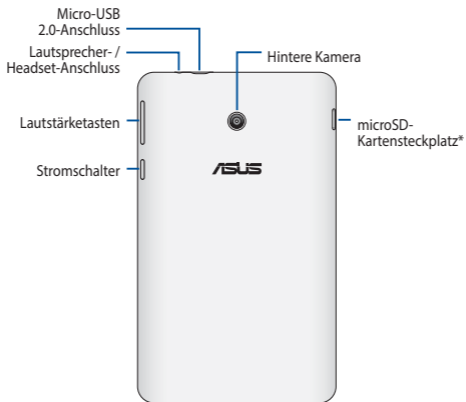 Micro-USB
2.0-Anschluss
Lautsprecher- /
Headset-Anschluss
Hintere Kamera
Lautstärketasten
microSD-
Kartensteckplatz*
Stromschalter
ASUS